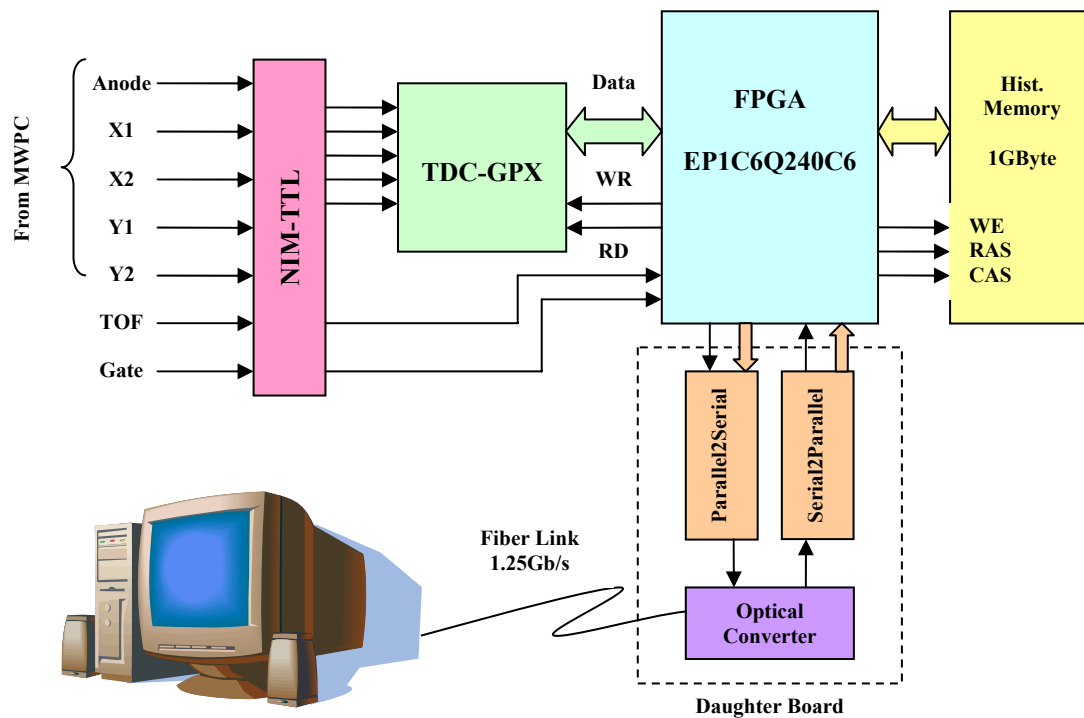 From MWPC
Anode
X1
X2
Y1
Y2
TOF
Gate
NIM-TTL
TDC-GPX
Data
WR
RD
FPGA
EP1C6Q240C6
Hist.
Memory
1GByte
WE
RAS
CAS
Parallel2Serial
Serial2Parallel
Optical
Converter
Daughter Board
Fiber Link
1.25Gb/s